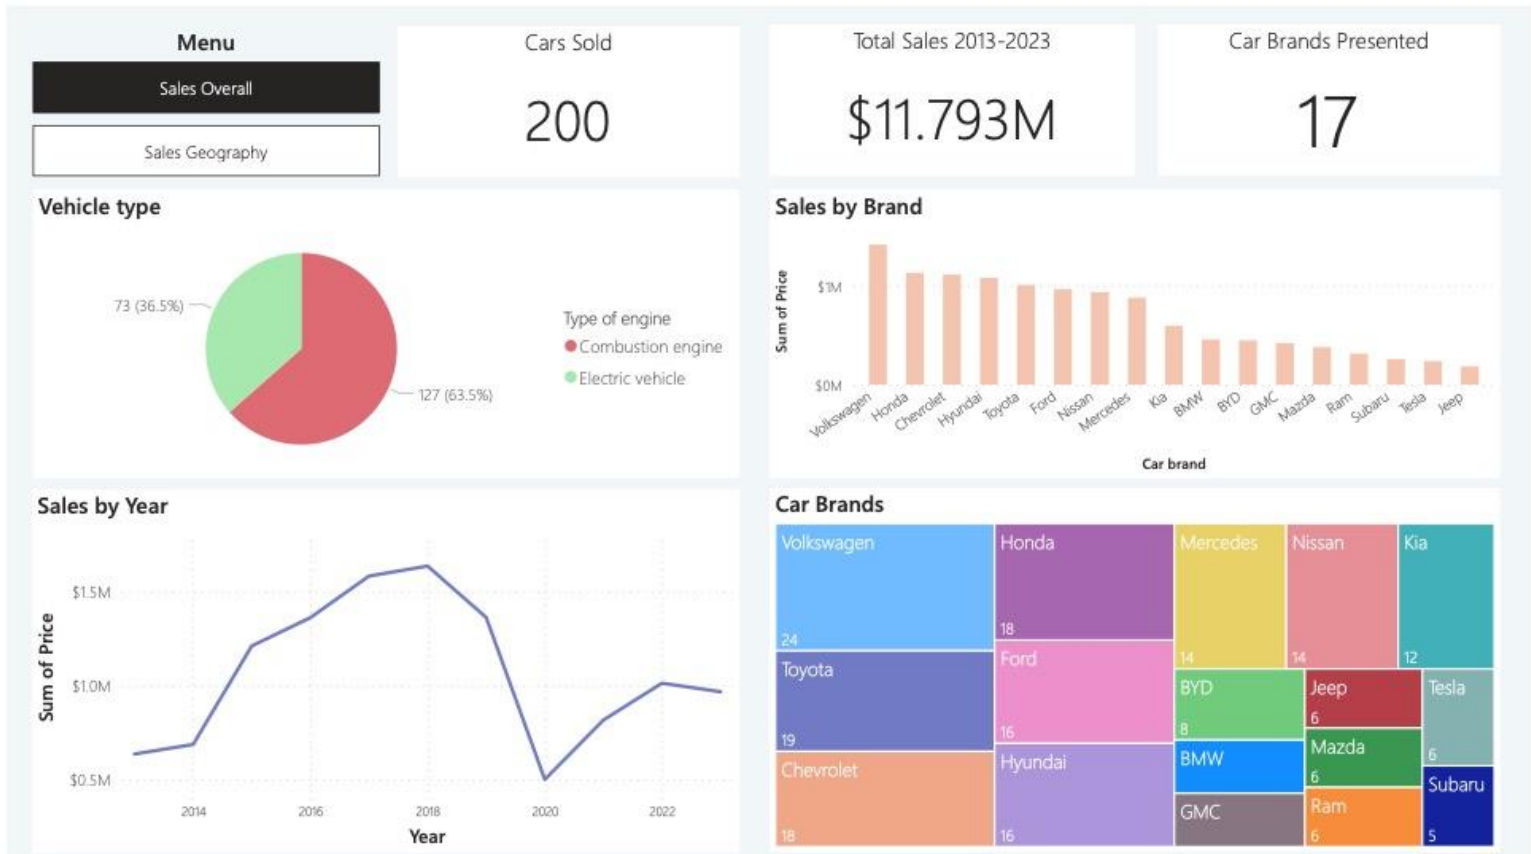 Menu
Sales Overall
Sales Geography
Cars Sold
200
Total Sales 2013-2023
$11.793M
Car Brands Presented
17
Vehicle type
73 (36.5%)
127 (63.5%)
Type of engine
Combustion engine
Electric vehicle
Sales by Brand
Sum of Price
$1M
$0M
Volkswagen
Honda
Chevrolet
Hyundai
Toyota
Ford
Nissan
Mercedes
Kia
BMW
BYD
GMC
Mazda
Ram
Subaru
Tesla
Jeep
Car brand
Sales by Year
Sum of Price
$1.5M
$1.0M
$0.5M
2014
2016
2018
2020
2022
Year
Car Brands
Volkswagen
24
Toyota
19
Chevrolet
18
Honda
18
Ford
16
Hyundai
16
Mercedes
14
Nissan
14
Kia
12
BYD
8
BMW
GMC
Jeep
6
Mazda
6
Ram
6
Tesla
6
Subaru
5